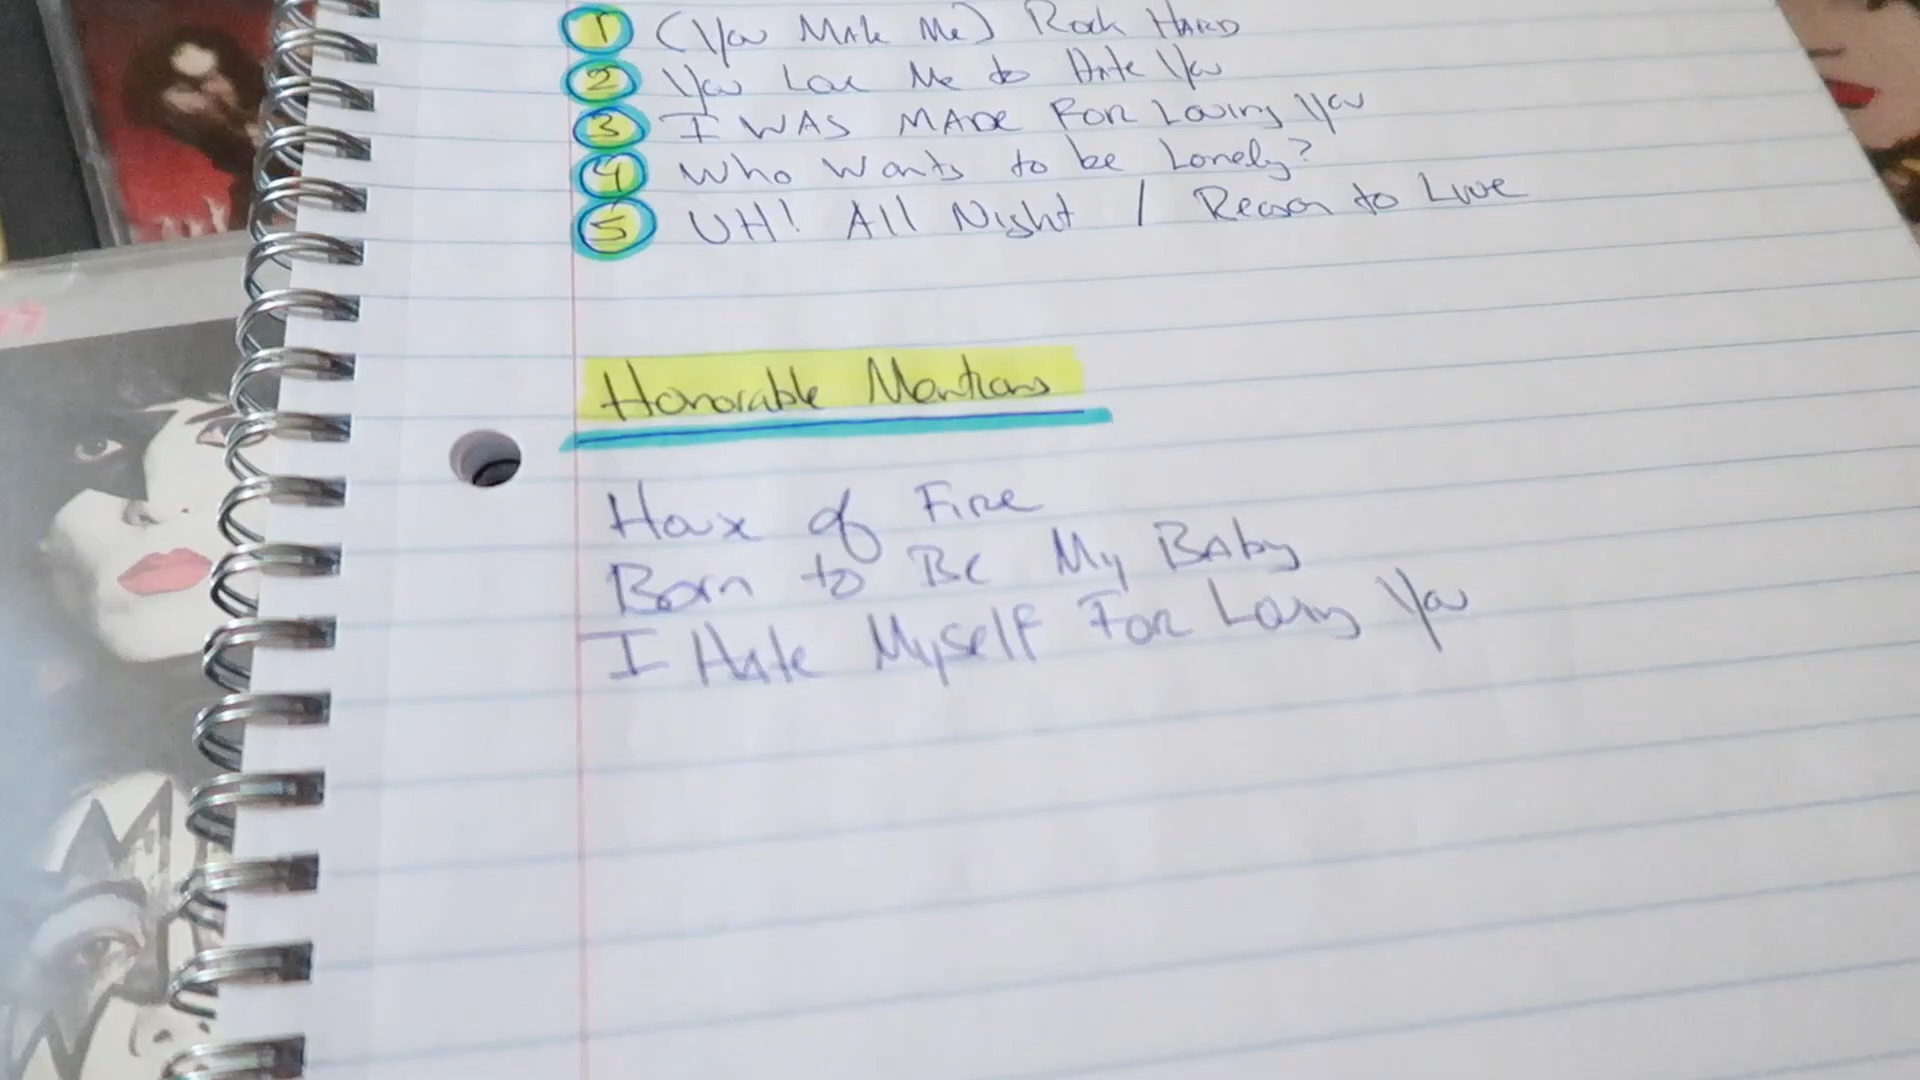 1 (You Make Me) Rock HARD
2 You Love Me to Hate You
3 I WAS MADE FOR Loving You
4 Who Wants to be Lonely?
5 UH! All Night / Reason to Live
Honorable Mentions
House of Fire
Born to Be My Baby
I Hate Myself For Loving You